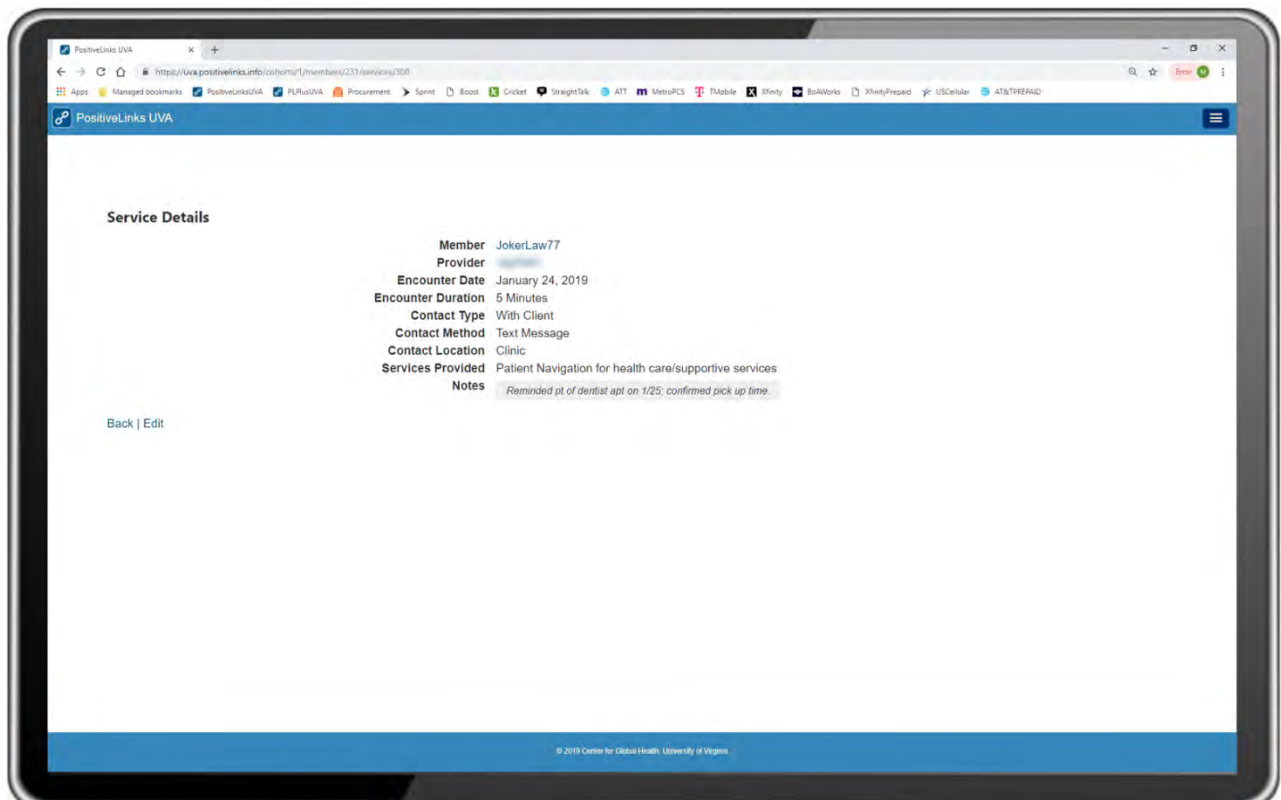 PositiveLinks UVA
https://uva.positivelinks.info/cohorts/1/members/233/services/308
Error M
Apps Managed bookmarks PositiveLinksUVA PLPlusUVA Procurement Sprint Boost Cricket StraightTalk ATT MetroPCS TMobile Xfinity BoAWorks XfinityPrepaid USCellular AT&TPREPAID
PositiveLinks UVA
Service Details
Member JokerLaw77
Provider
Encounter Date January 24, 2019
Encounter Duration 5 Minutes
Contact Type With Client
Contact Method Text Message
Contact Location Clinic
Services Provided Patient Navigation for health care/supportive services
Notes Reminded pt of dentist apt on 1/25; confirmed pick up time.
Back | Edit
© 2019 Center for Global Health, University of Virginia